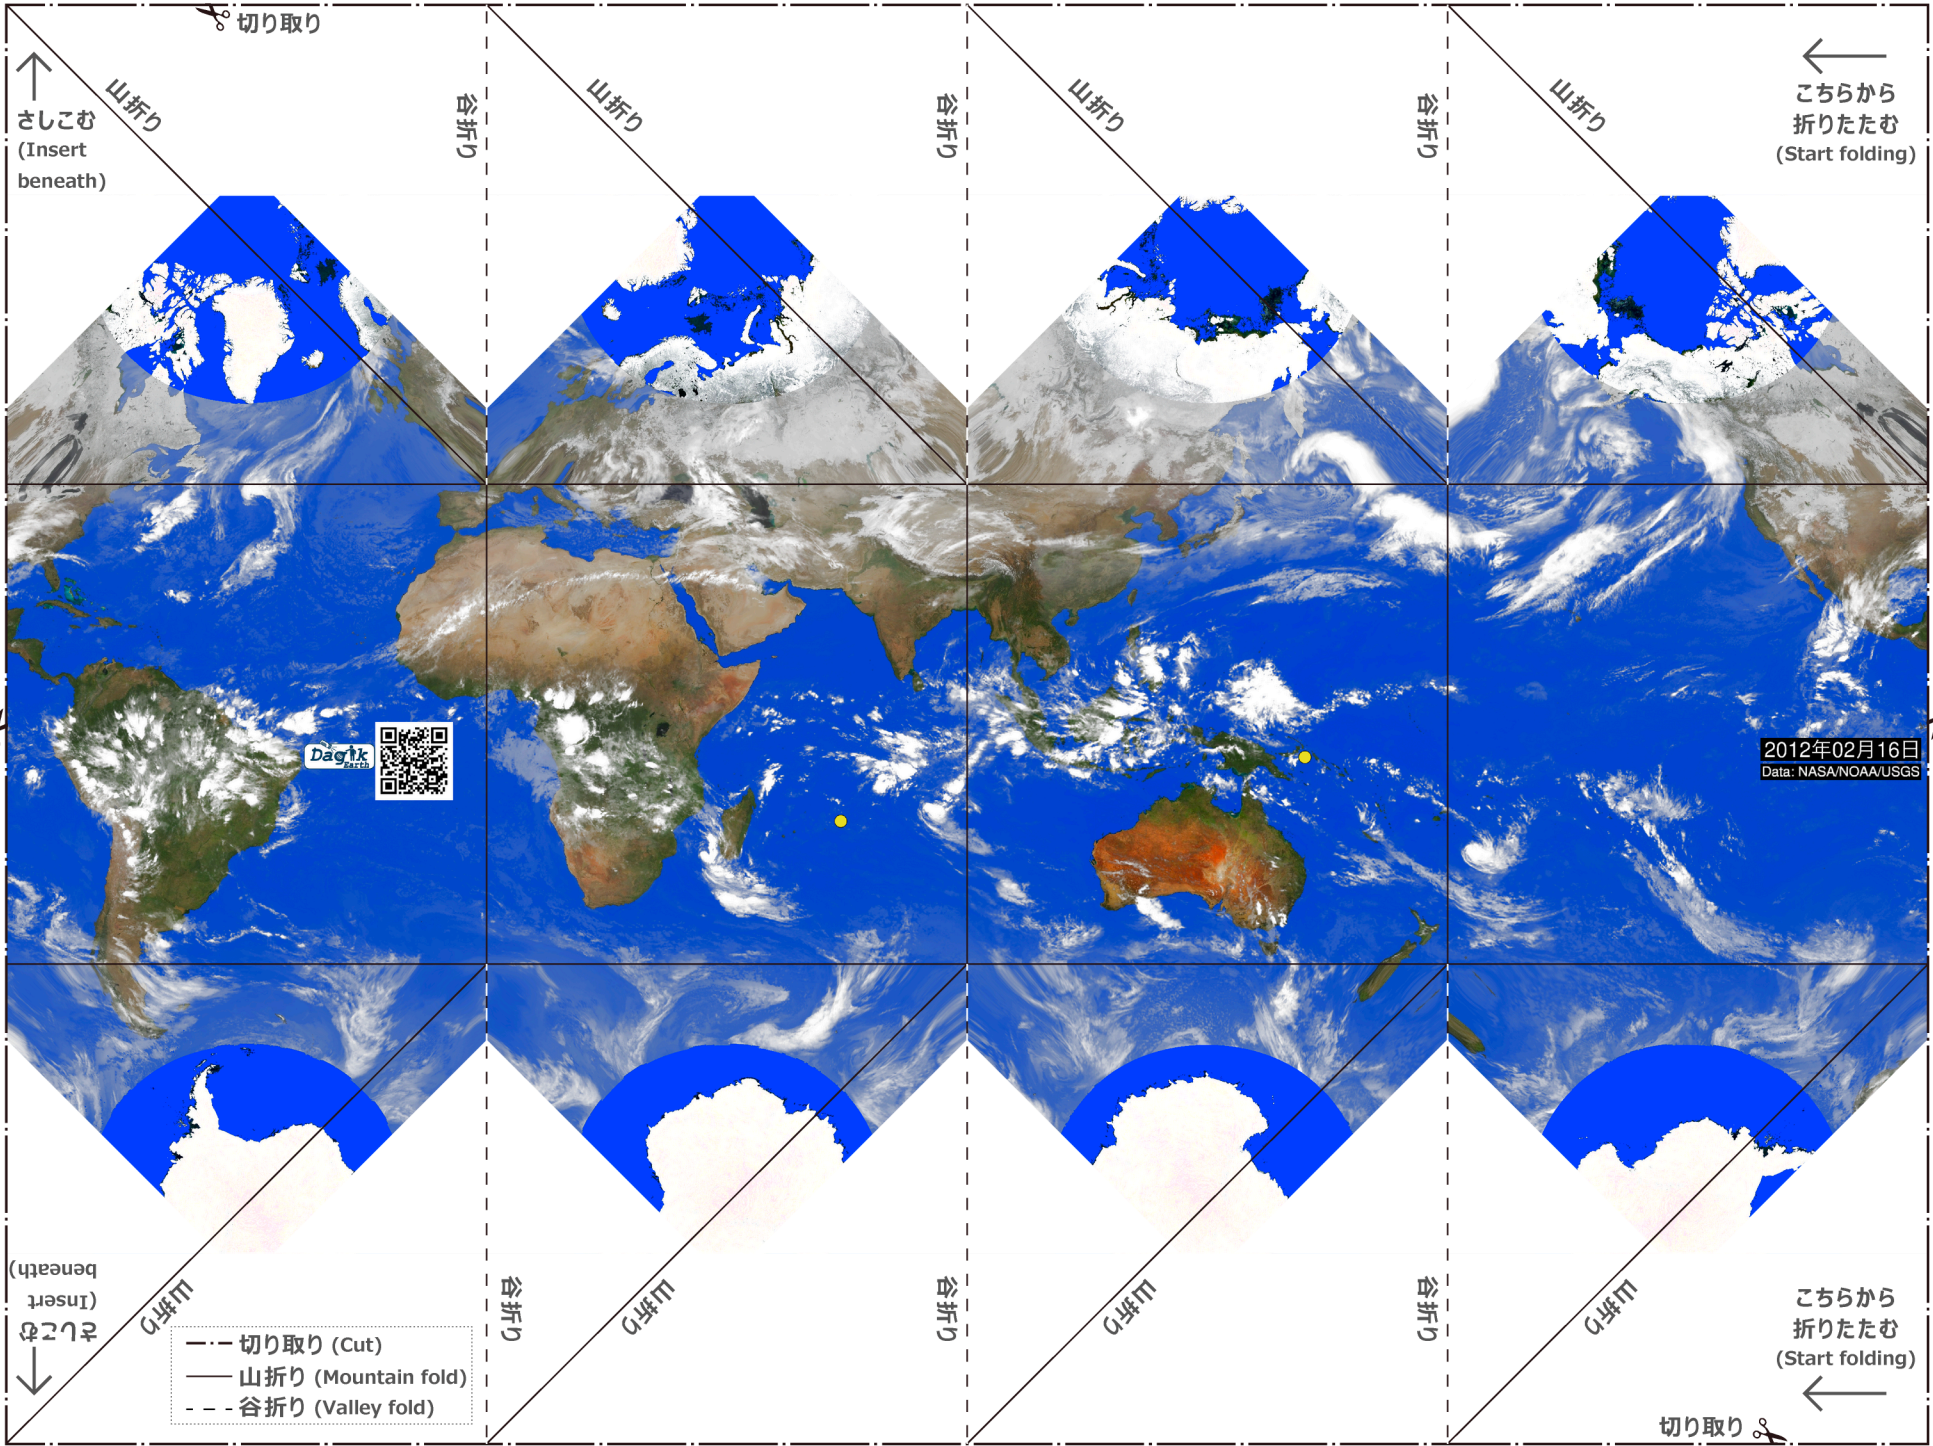 切り取り
さしこむ
(Insert
beneath)
山折り
谷折り
山折り
谷折り
山折り
谷折り
山折り
こちらから
折りたたむ
(Start folding)
Dagik
Earth
2012年02月16日
Data: NASA/NOAA/USGS
さしこむ
(Insert
beneath)
山折り
谷折り
山折り
谷折り
山折り
谷折り
山折り
こちらから
折りたたむ
(Start folding)
切り取り (Cut)
山折り (Mountain fold)
谷折り (Valley fold)
切り取り